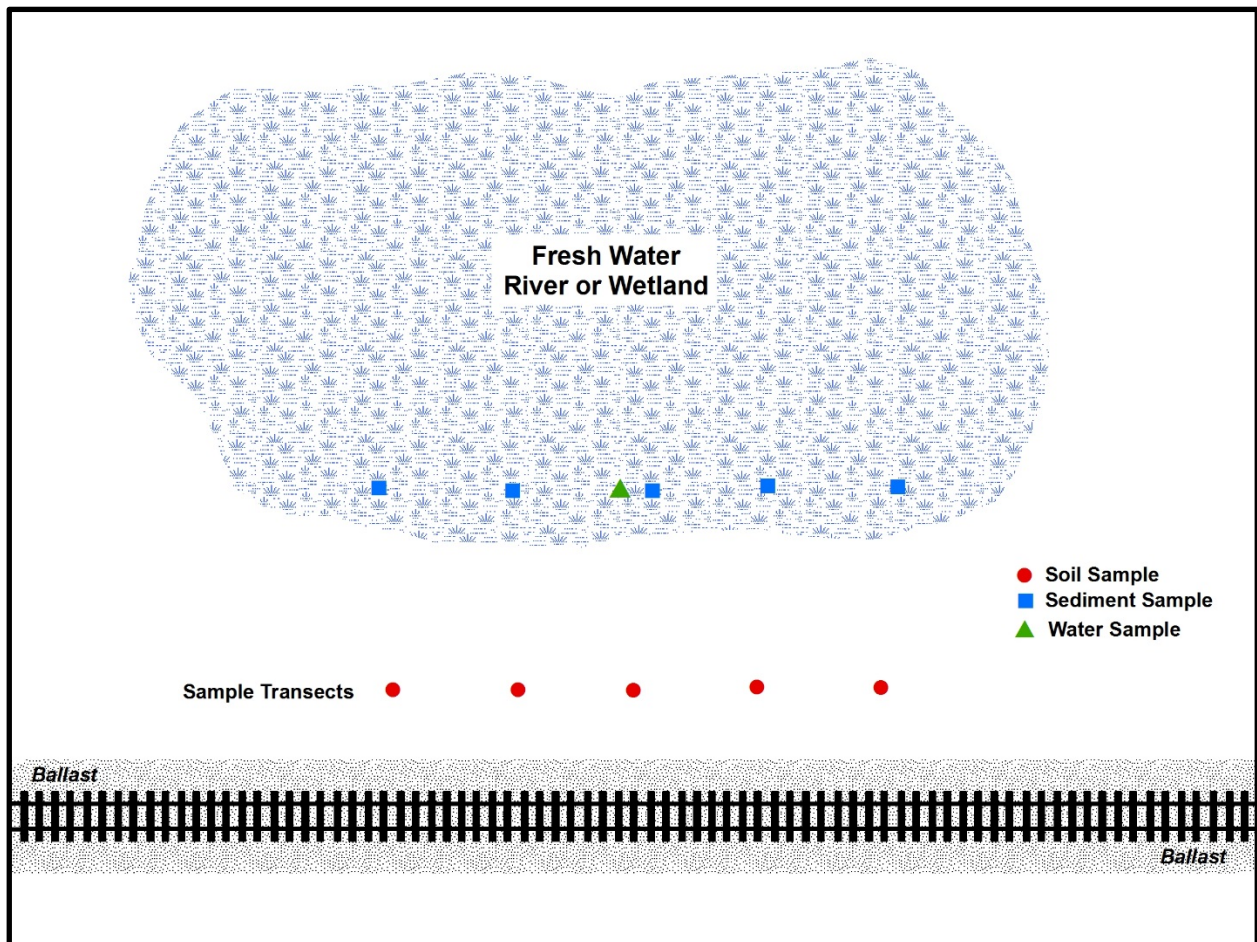 Fresh Water
River or Wetland
Soil Sample
Sediment Sample
Water Sample
Sample Transects
Ballast
Ballast